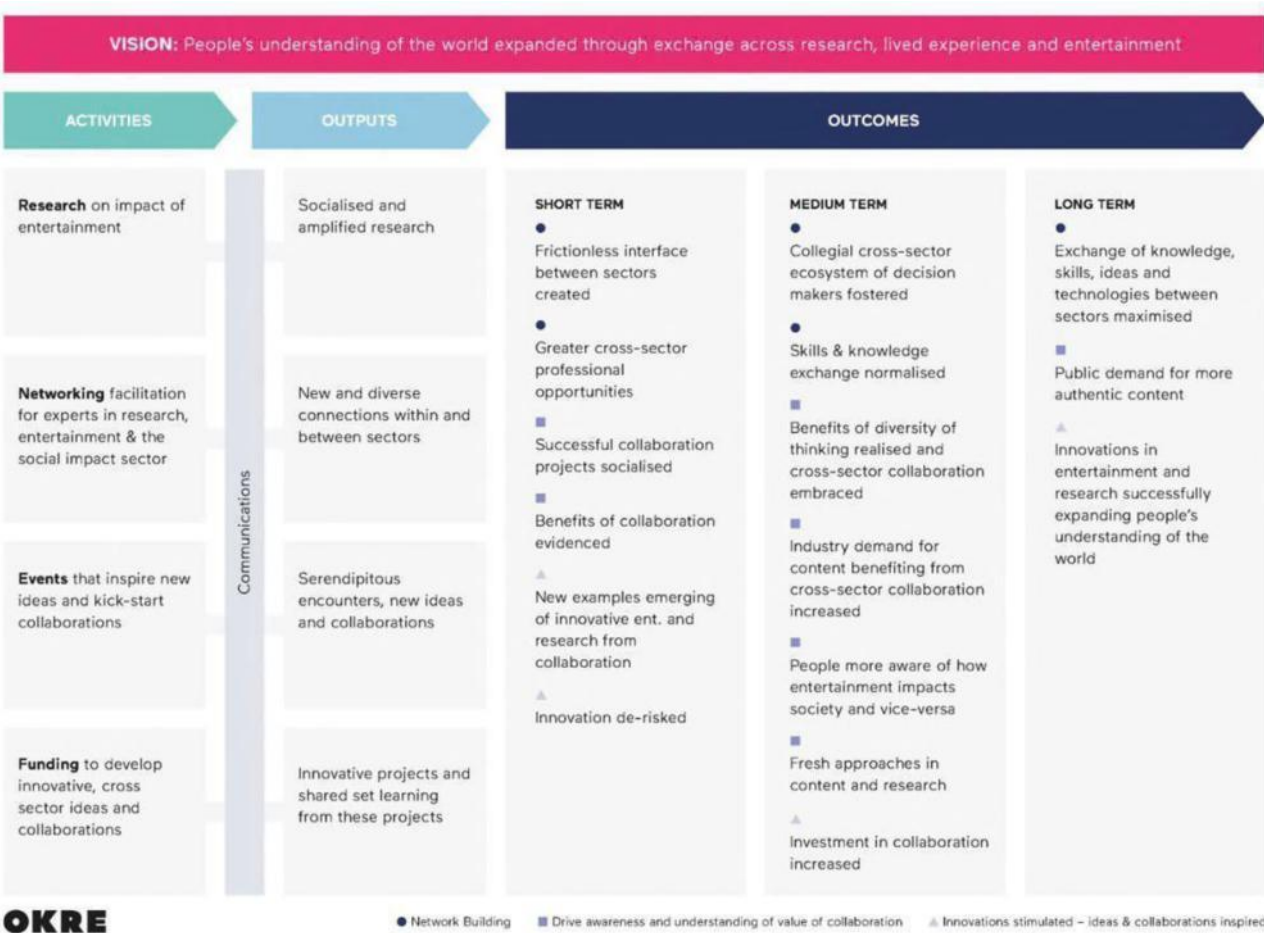 VISION: People's understanding of the world expanded through exchange across research, lived experience and entertainment
ACTIVITIES
OUTPUTS
OUTCOMES
Research on impact of
entertainment
Networking facilitation
for experts in research,
entertainment & the
social impact sector
Events that inspire new
ideas and kick-start
collaborations
Funding to develop
innovative, cross
sector ideas and
collaborations
Communications
Socialised and
amplified research
New and diverse
connections within and
between sectors
Serendipitous
encounters, new ideas
and collaborations
Innovative projects and
shared set learning
from these projects
SHORT TERM
Frictionless interface
between sectors
created
Greater cross-sector
professional
opportunities
Successful collaboration
projects socialised
Benefits of collaboration
evidenced
New examples emerging
of innovative ent. and
research from
collaboration
Innovation de-risked
MEDIUM TERM
Collegial cross-sector
ecosystem of decision
makers fostered
Skills & knowledge
exchange normalised
Benefits of diversity of
thinking realised and
cross-sector collaboration
embraced
Industry demand for
content benefiting from
cross-sector collaboration
increased
People more aware of how
entertainment impacts
society and vice-versa
Fresh approaches in
content and research
Investment in collaboration
increased
LONG TERM
Exchange of knowledge,
skills, ideas and
technologies between
sectors maximised
Public demand for more
authentic content
Innovations in
entertainment and
research successfully
expanding people's
understanding of the
world
OKRE
Network Building
Drive awareness and understanding of value of collaboration
Innovations stimulated – ideas & collaborations inspired